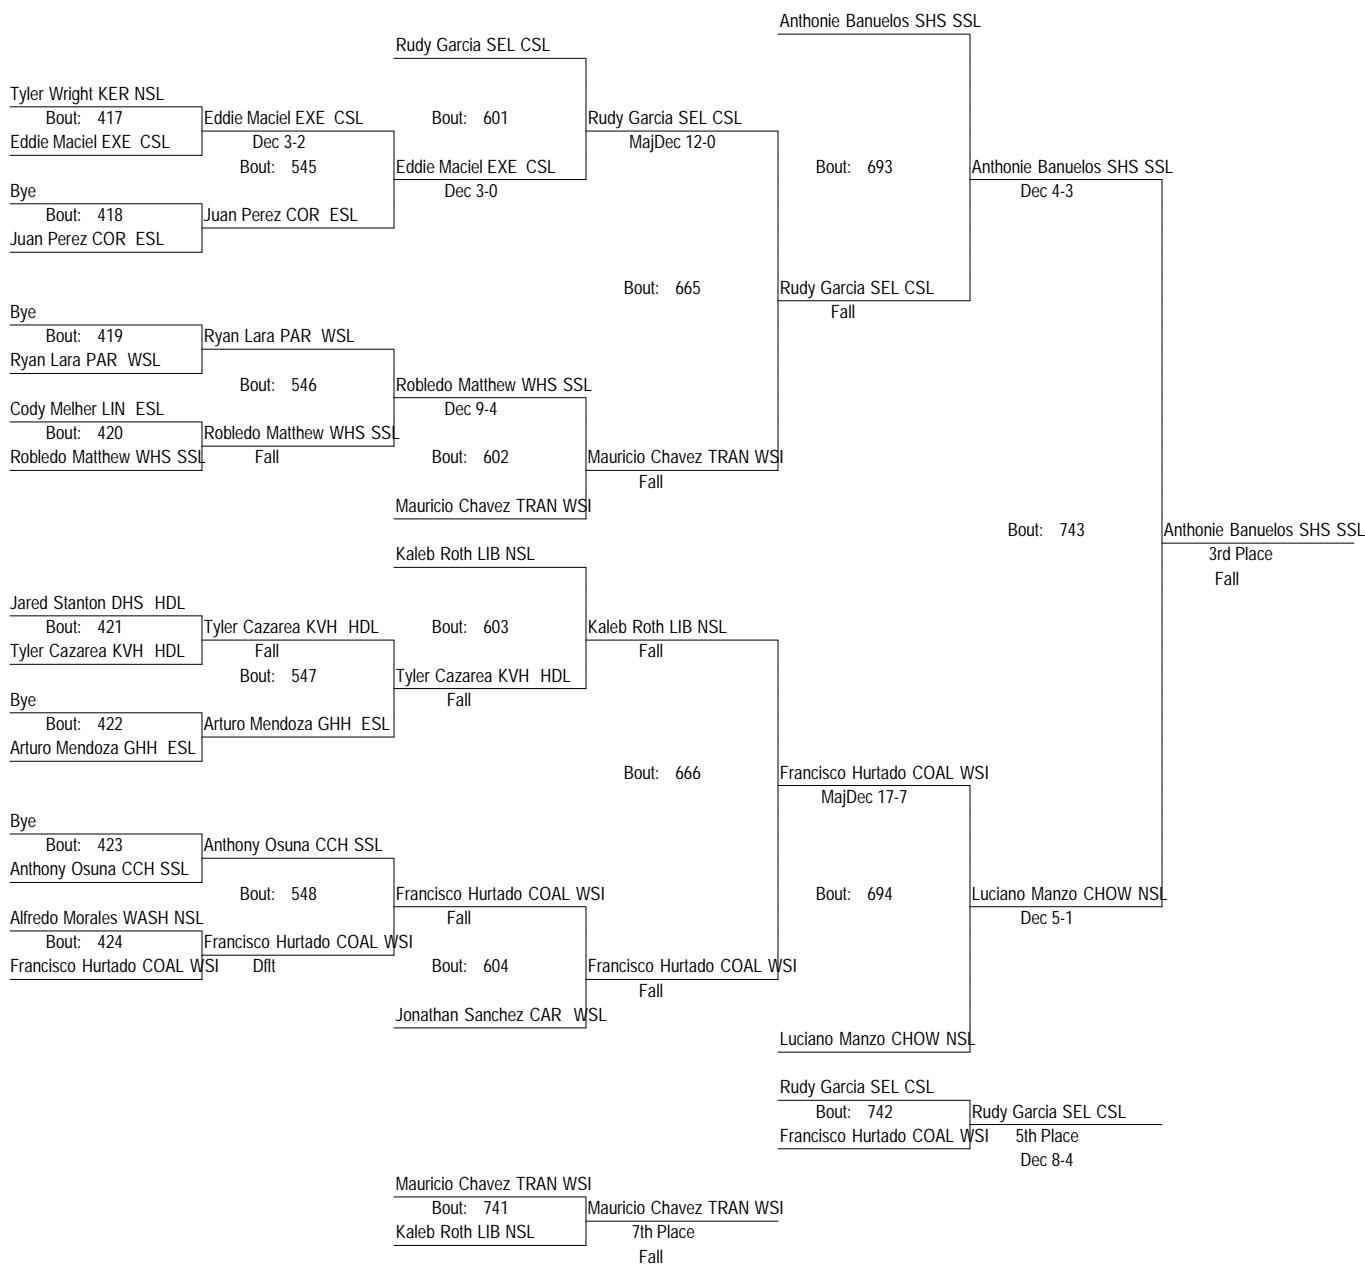 Anthonie Banuelos SHS SSL
Rudy Garcia SEL CSL
Tyler Wright KER NSL
Bout: 417
Eddie Maciel EXE CSL
Bout: 601
Rudy Garcia SEL CSL
Eddie Maciel EXE CSL
Dec 3-2
MajDec 12-0
Bout: 545
Eddie Maciel EXE CSL
Bout: 693
Anthonie Banuelos SHS SSL
Bye
Dec 3-0
Dec 4-3
Bout: 418
Juan Perez COR ESL
Juan Perez COR ESL
Bout: 665
Rudy Garcia SEL CSL
Bye
Fall
Bout: 419
Ryan Lara PAR WSL
Ryan Lara PAR WSL
Bout: 546
Robledo Matthew WHS SSL
Cody Melher LIN ESL
Dec 9-4
Bout: 420
Robledo Matthew WHS SSL
Robledo Matthew WHS SSL
Fall
Bout: 602
Mauricio Chavez TRAN WSI
Fall
Mauricio Chavez TRAN WSI
Bout: 743
Anthonie Banuelos SHS SSL
Kaleb Roth LIB NSL
3rd Place
Fall
Jared Stanton DHS HDL
Bout: 421
Tyler Cazarea KVH HDL
Bout: 603
Kaleb Roth LIB NSL
Tyler Cazarea KVH HDL
Fall
Fall
Bout: 547
Tyler Cazarea KVH HDL
Bye
Fall
Bout: 422
Arturo Mendoza GHH ESL
Arturo Mendoza GHH ESL
Bout: 666
Francisco Hurtado COAL WSI
MajDec 17-7
Bye
Bout: 423
Anthony Osuna CCH SSL
Anthony Osuna CCH SSL
Bout: 548
Francisco Hurtado COAL WSI
Bout: 694
Luciano Manzo CHOW NSL
Alfredo Morales WASH NSL
Fall
Dec 5-1
Bout: 424
Francisco Hurtado COAL WSI
Francisco Hurtado COAL WSI
Dflt
Bout: 604
Francisco Hurtado COAL WSI
Fall
Jonathan Sanchez CAR WSL
Luciano Manzo CHOW NSL
Rudy Garcia SEL CSL
Bout: 742
Rudy Garcia SEL CSL
Francisco Hurtado COAL WSI
5th Place
Dec 8-4
Mauricio Chavez TRAN WSI
Bout: 741
Mauricio Chavez TRAN WSI
Kaleb Roth LIB NSL
7th Place
Fall